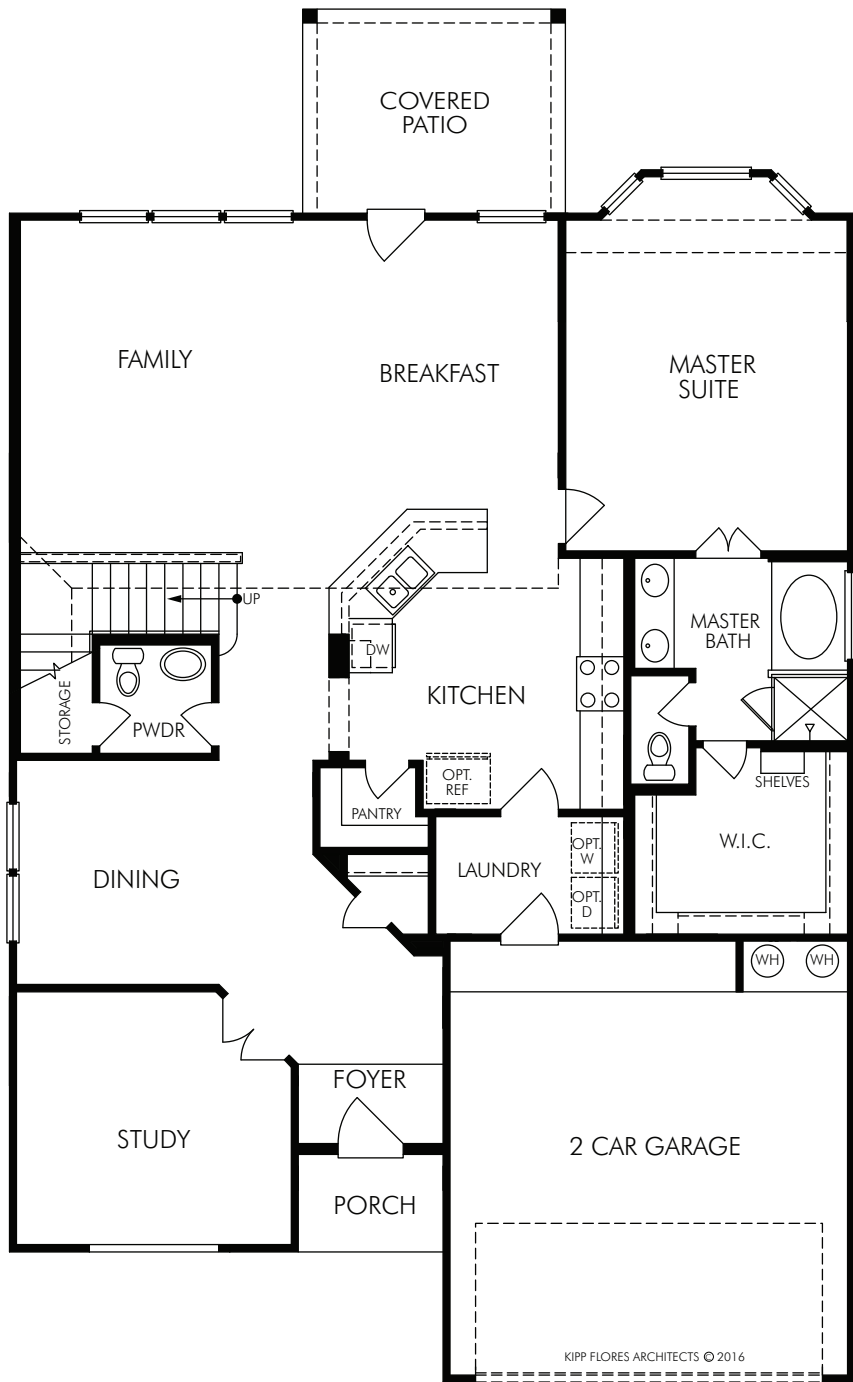 COVERED
PATIO
FAMILY
BREAKFAST
MASTER
SUITE
UP
MASTER
BATH
DW
STORAGE
PWDR
KITCHEN
OPT.
REF
SHELVES
PANTRY
W.I.C.
OPT.
W
LAUNDRY
DINING
OPT.
D
WH
WH
FOYER
STUDY
2 CAR GARAGE
PORCH
KIPP FLORES ARCHITECTS © 2016